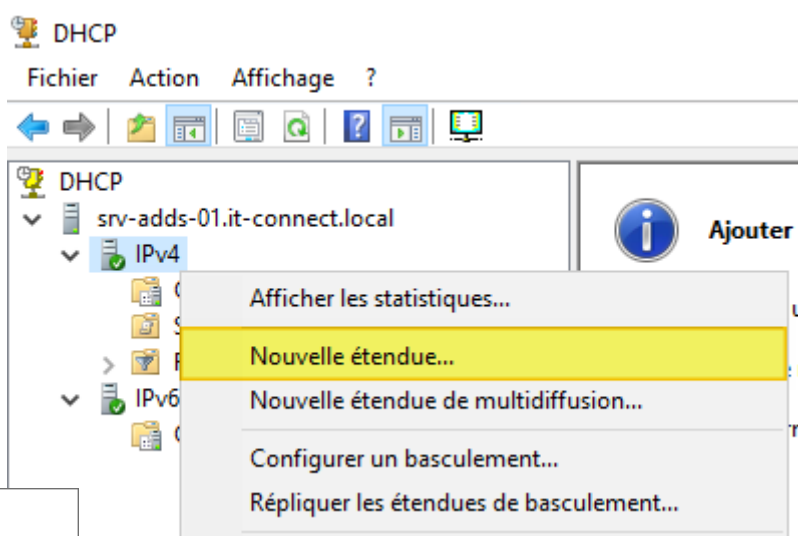 DHCP
Fichier Action Affichage ?
DHCP
srv-adds-01.it-connect.local
IPv4
IPv6
Ajouter
Afficher les statistiques...
Nouvelle étendue...
Nouvelle étendue de multidiffusion...
Configurer un basculement...
Répliquer les étendues de basculement...